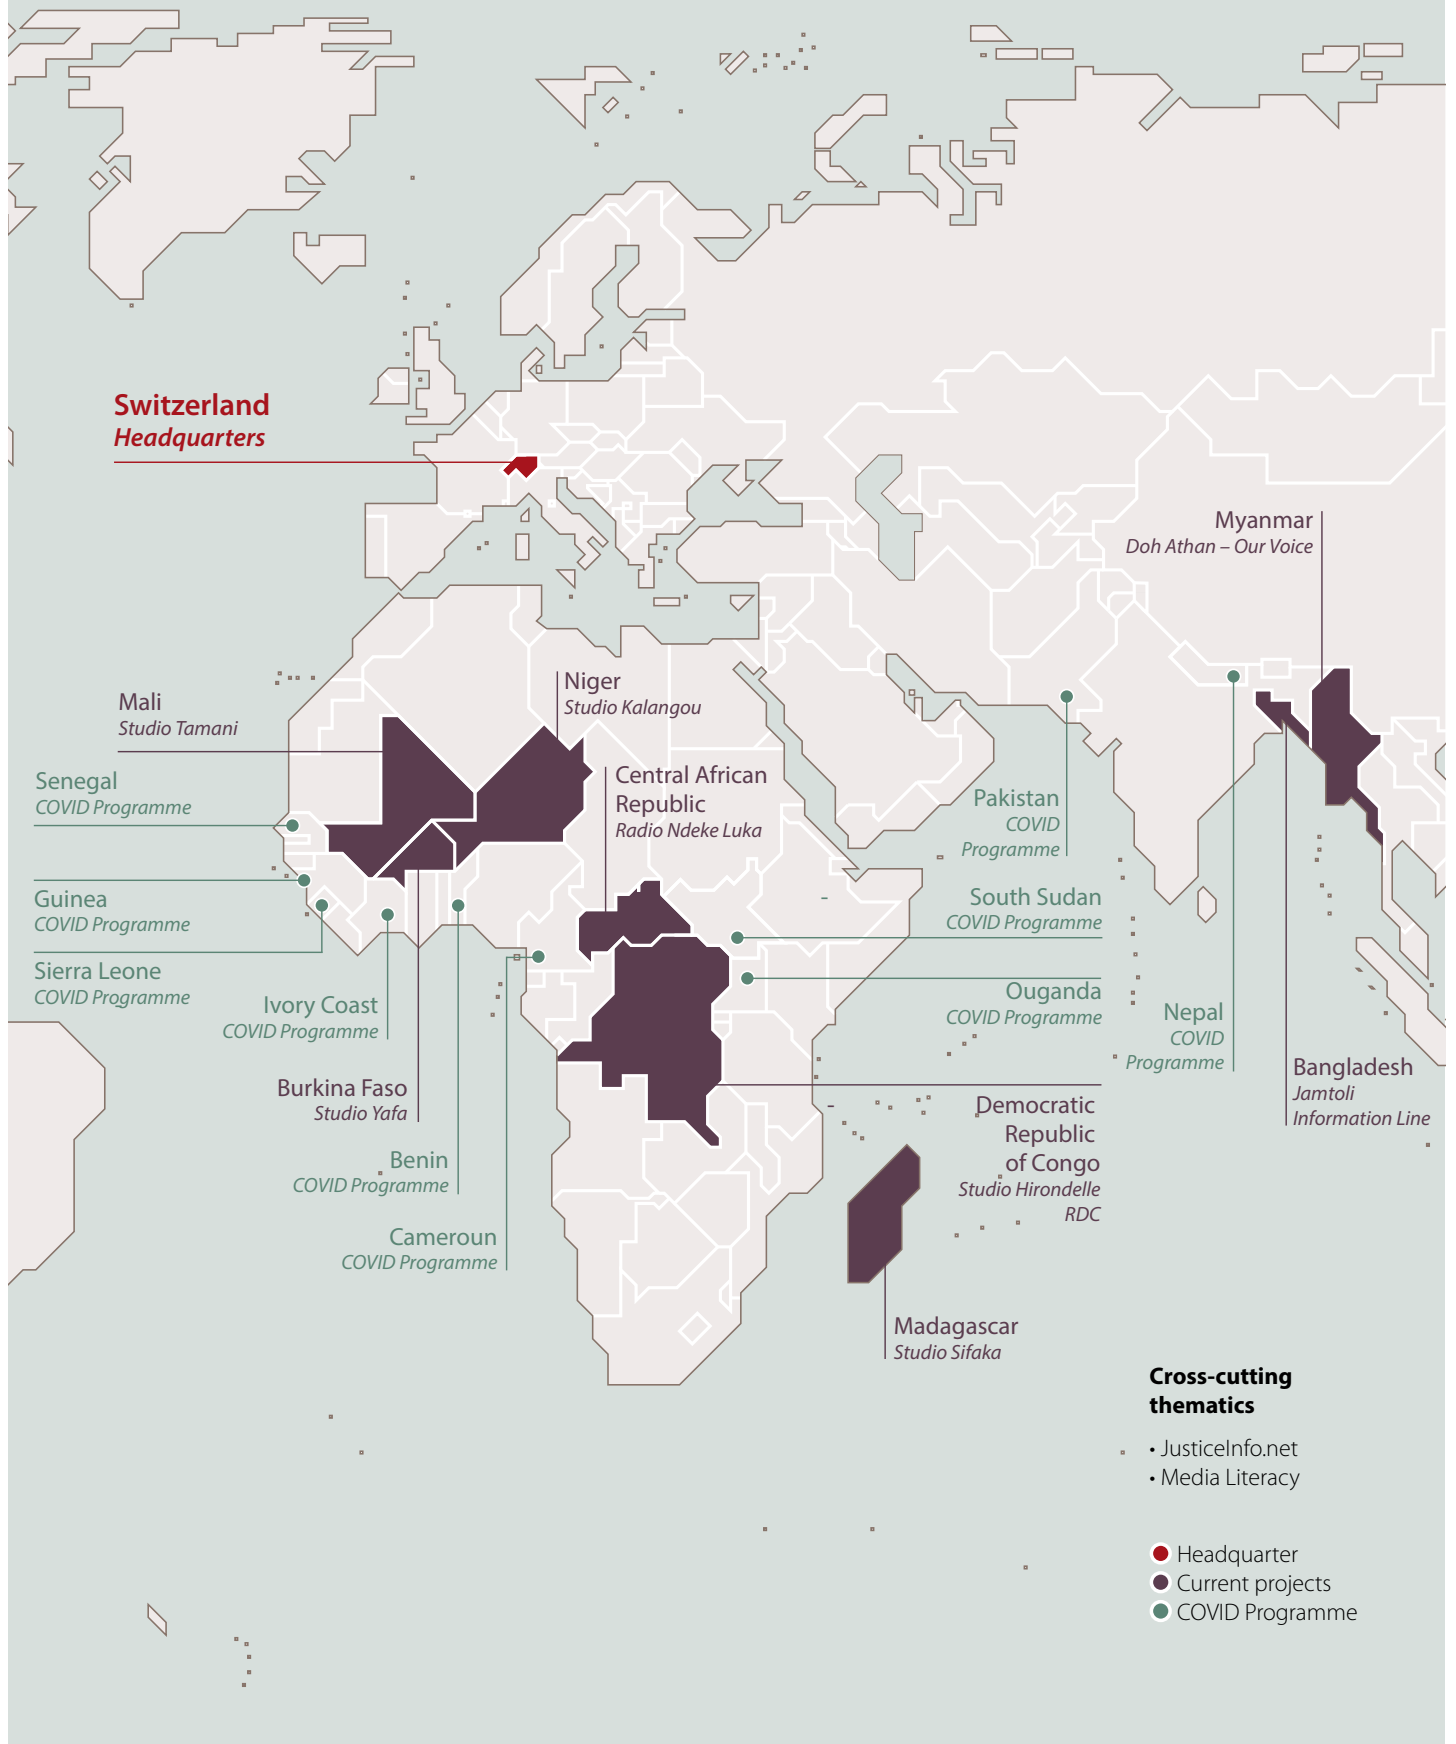 Switzerland
Headquarters
Myanmar
Doh Athan – Our Voice
Mali
Studio Tamani
Niger
Studio Kalangou
Senegal
COVID Programme
Central African
Republic
Radio Ndeke Luka
Pakistan
COVID
Programme
Guinea
COVID Programme
South Sudan
COVID Programme
Sierra Leone
COVID Programme
Ivory Coast
COVID Programme
Ouganda
COVID Programme
Nepal
COVID
Programme
Burkina Faso
Studio Yafa
Bangladesh
Jamtoli
Information Line
Democratic
Republic
of Congo
Studio Hirondelle
RDC
Benin
COVID Programme
Cameroun
COVID Programme
Madagascar
Studio Sifaka
Cross-cutting
thematics
• JusticeInfo.net
• Media Literacy
Headquarter
Current projects
COVID Programme